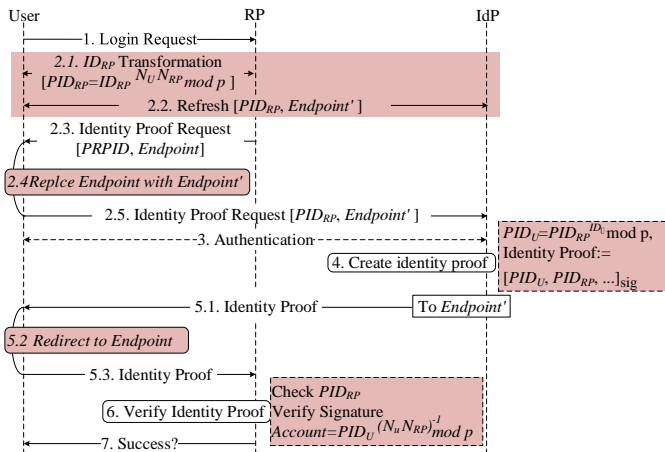 User RP IdP
1. Login Request
2.1. ID_RP Transformation
[PID_RP=ID_RP^{N_U N_RP} mod p ]
2.2. Refresh [PID_RP, Endpoint' ]
2.3. Identity Proof Request
[PRPID, Endpoint]
2.4Replce Endpoint with Endpoint'
2.5. Identity Proof Request [PID_RP, Endpoint' ]
3. Authentication
PID_U=PID_RP^{ID_U} mod p,
Identity Proof:=
[PID_U, PID_RP, ...]_sig
4. Create identity proof
5.1. Identity Proof
To Endpoint'
5.2 Redirect to Endpoint
5.3. Identity Proof
6. Verify Identity Proof
Check PID_RP
Verify Signature
Account=PID_U^{(N_u N_RP)^{-1}} mod p
7. Success?